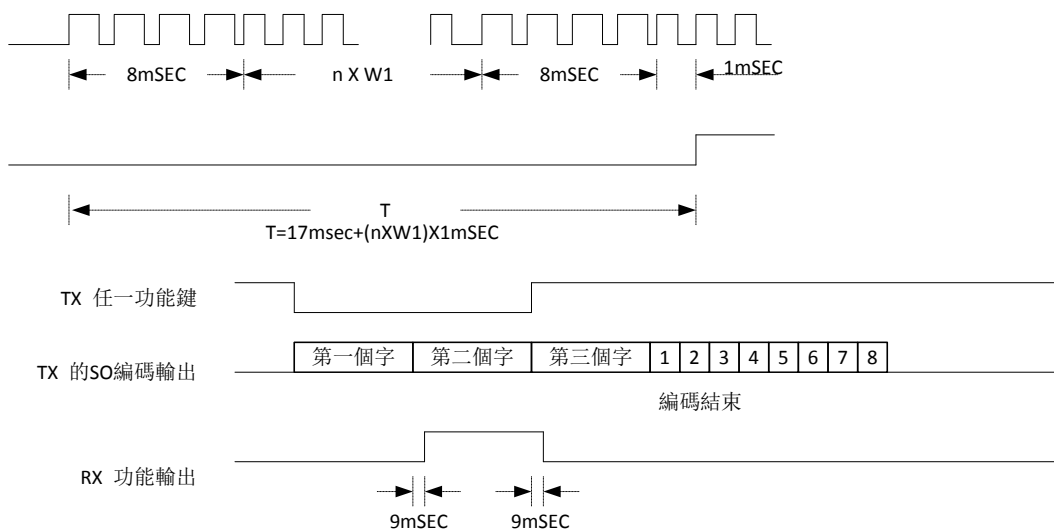 8mSEC
n X W1
8mSEC
1mSEC
T
T=17msec+(nXW1)X1mSEC
TX 任一功能鍵
TX 的SO編碼輸出
第一個字
第二個字
第三個字
1 2 3 4 5 6 7 8
編碼結束
RX 功能輸出
9mSEC
9mSEC